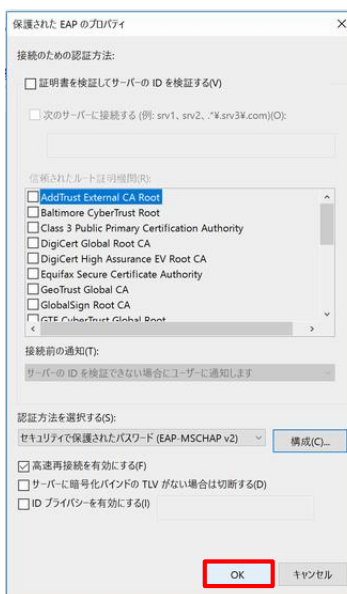 保護された EAP のプロパティ
接続のための認証方法:
証明書を検証してサーバーの ID を検証する(V)
次のサーバーに接続する (例: srv1、srv2、.*¥.srv3¥.com)(O):
信頼されたルート証明機関(R):
AddTrust External CA Root
Baltimore CyberTrust Root
Class 3 Public Primary Certification Authority
DigiCert Global Root CA
DigiCert High Assurance EV Root CA
Equifax Secure Certificate Authority
GeoTrust Global CA
GlobalSign Root CA
GTE CyberTrust Global Root
接続前の通知(T):
サーバーの ID を検証できない場合にユーザーに通知します
認証方法を選択する(S):
セキュリティで保護されたパスワード (EAP-MSCHAP v2)
構成(C)...
高速再接続を有効にする(F)
サーバーに暗号化バインドの TLV がない場合は切断する(D)
ID プライバシーを有効にする(I)
OK
キャンセル